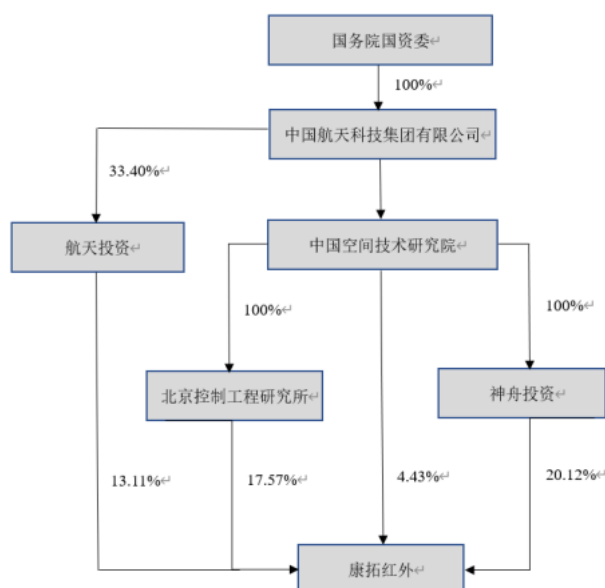 国务院国资委↵
100%↵
中国航天科技集团有限公司↵
33.40%↵
航天投资↵
中国空间技术研究院↵
100%↵
100%↵
北京控制工程研究所↵
神舟投资↵
13.11%↵
17.57%↵
4.43%↵
20.12%↵
康拓红外↵